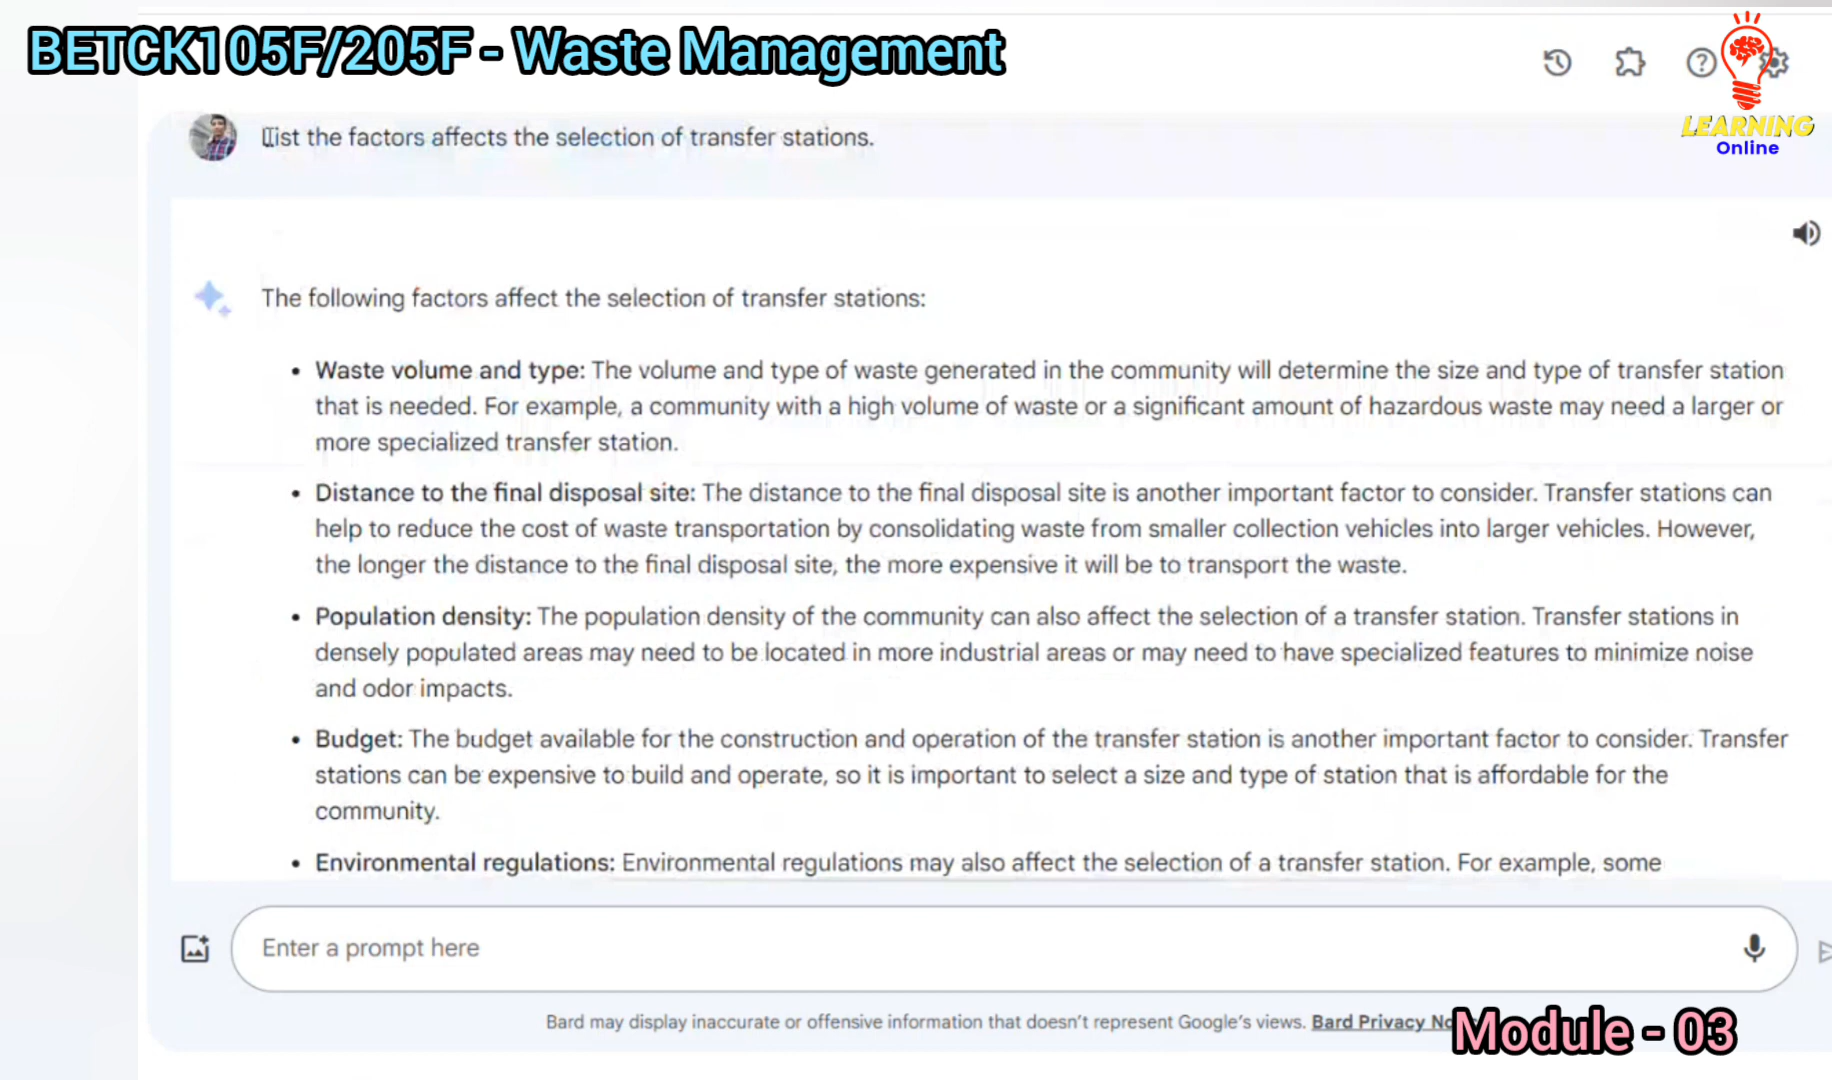 BETCK105F/205F - Waste Management
LEARNING
Online
List the factors affects the selection of transfer stations.
The following factors affect the selection of transfer stations:
• Waste volume and type: The volume and type of waste generated in the community will determine the size and type of transfer station
that is needed. For example, a community with a high volume of waste or a significant amount of hazardous waste may need a larger or
more specialized transfer station.
• Distance to the final disposal site: The distance to the final disposal site is another important factor to consider. Transfer stations can
help to reduce the cost of waste transportation by consolidating waste from smaller collection vehicles into larger vehicles. However,
the longer the distance to the final disposal site, the more expensive it will be to transport the waste.
• Population density: The population density of the community can also affect the selection of a transfer station. Transfer stations in
densely populated areas may need to be located in more industrial areas or may need to have specialized features to minimize noise
and odor impacts.
• Budget: The budget available for the construction and operation of the transfer station is another important factor to consider. Transfer
stations can be expensive to build and operate, so it is important to select a size and type of station that is affordable for the
community.
• Environmental regulations: Environmental regulations may also affect the selection of a transfer station. For example, some
Enter a prompt here
Bard may display inaccurate or offensive information that doesn't represent Google's views. Bard Privacy
Module - 03